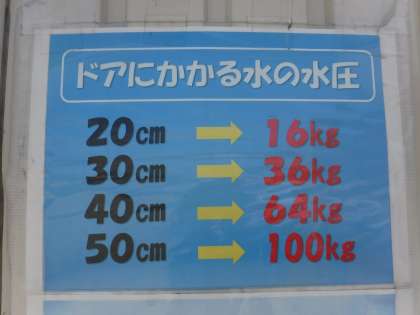 ドアにかかる水の水圧
20cm → 16kg
30cm → 36kg
40cm → 64kg
50cm → 100kg